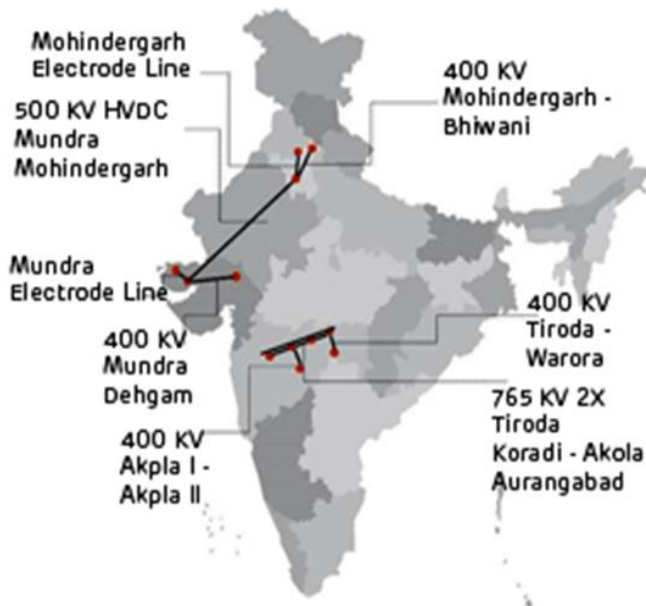 Mohindergarh
Electrode Line
400 KV
Mohindergarh -
Bhiwani
500 KV HVDC
Mundra
Mohindergarh
Mundra
Electrode Line
400 KV
Mundra
Dehgam
400 KV
Tiroda -
Warora
765 KV 2X
Tiroda
Koradi - Akola
Aurangabad
400 KV
Akpla I -
Akpla II